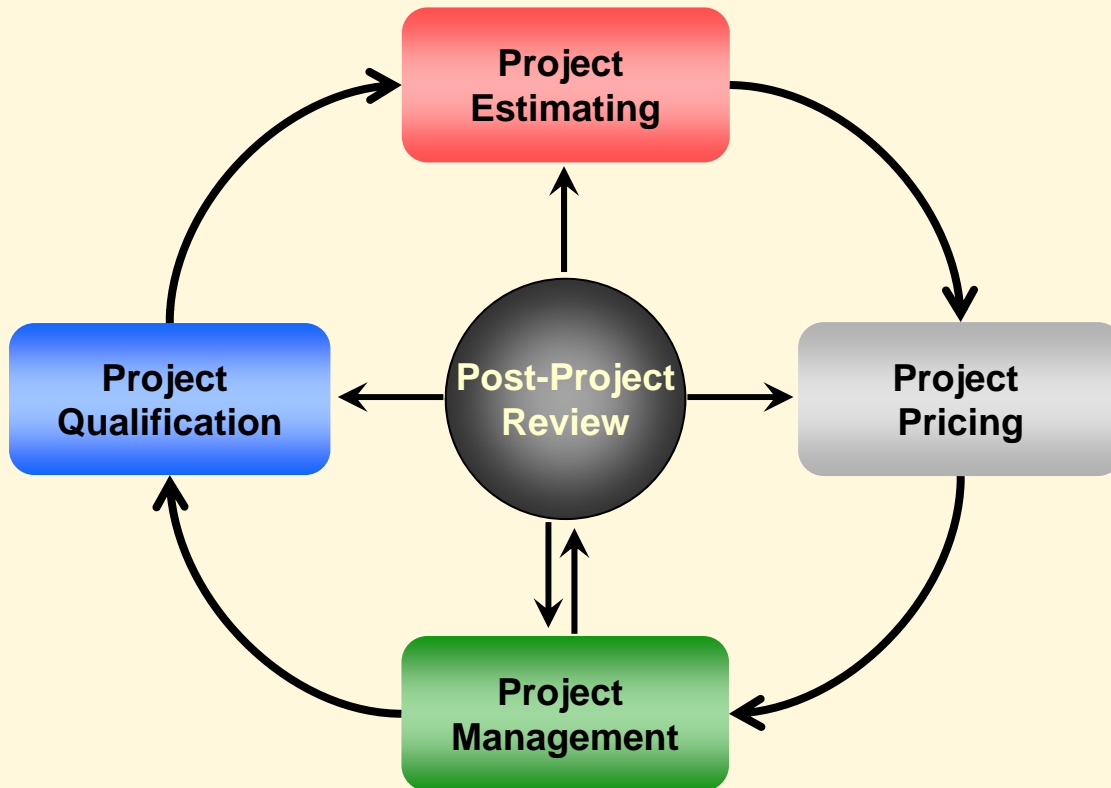 Project
Estimating
Project
Qualification
Post-Project
Review
Project
Pricing
Project
Management